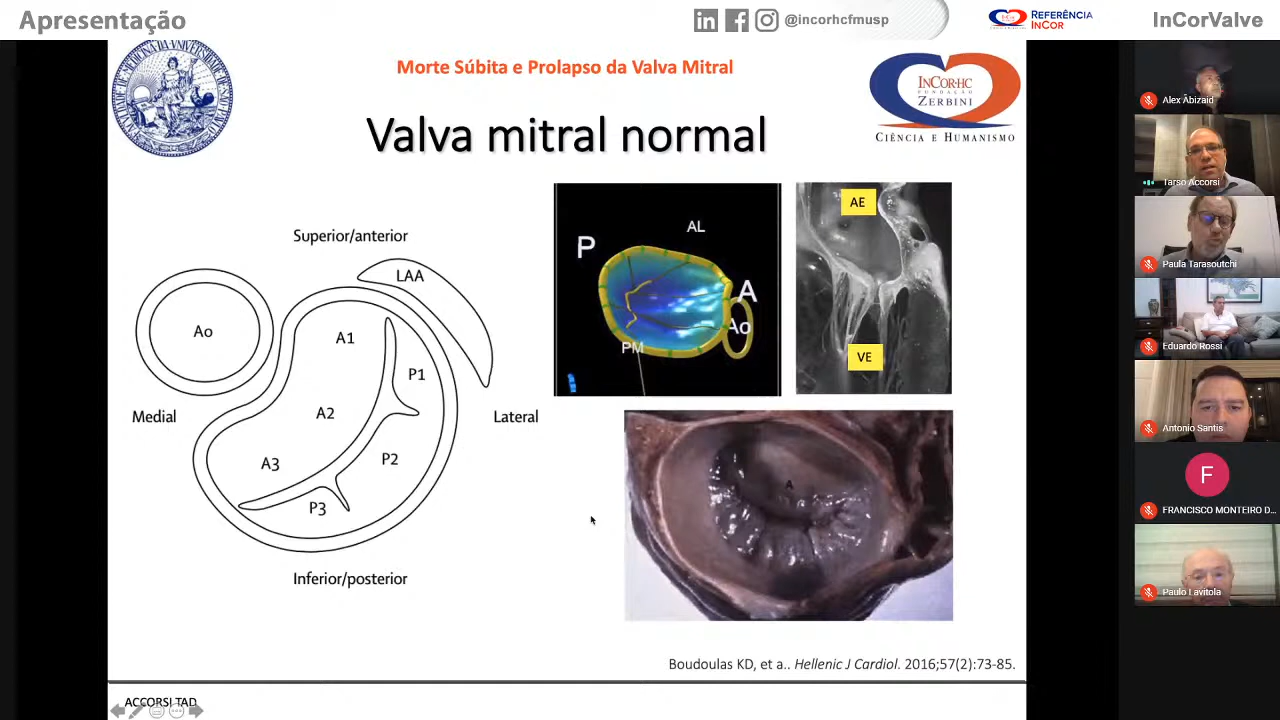 Apresentação
@incorhcfmusp
REFERÊNCIA
INCOR
InCorValve
Morte Súbita e Prolapso da Valva Mitral
INCOR·HC
FUNDAÇÃO
ZERBINI
CIÊNCIA E HUMANISMO
Valva mitral normal
Superior/anterior
LAA
Ao
A1
P1
Medial
A2
Lateral
A3
P2
P3
Inferior/posterior
AL
P
A
Ao
PM
AE
VE
A
Boudoulas KD, et a.. Hellenic J Cardiol. 2016;57(2):73-85.
ACCORSI TAD
Alex Abizaid
Tarso Accorsi
Paula Tarasoutchi
Eduardo Rossi
Antonio Santis
F
FRANCISCO MONTEIRO D...
Paulo Lavitola